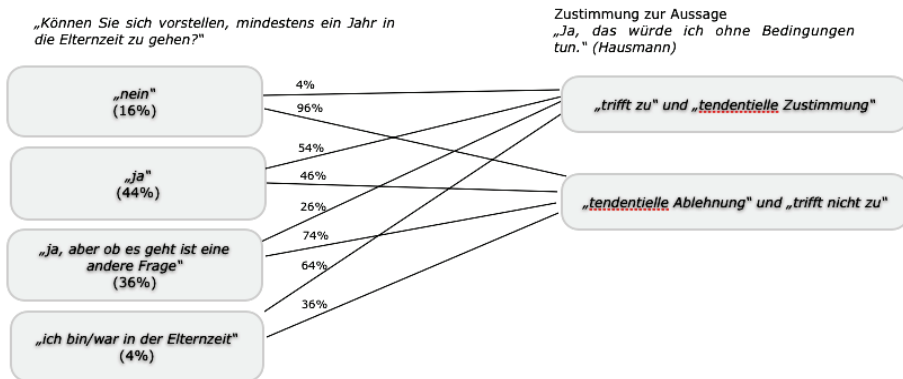 „Können Sie sich vorstellen, mindestens ein Jahr in
die Elternzeit zu gehen?“
Zustimmung zur Aussage
„Ja, das würde ich ohne Bedingungen
tun.“ (Hausmann)
„nein“
(16%)
4%
96%
„trifft zu“ und „tendentielle Zustimmung“
„ja“
(44%)
54%
46%
„tendentielle Ablehnung“ und „trifft nicht zu“
„ja, aber ob es geht ist eine
andere Frage“
(36%)
26%
74%
„ich bin/war in der Elternzeit“
(4%)
64%
36%